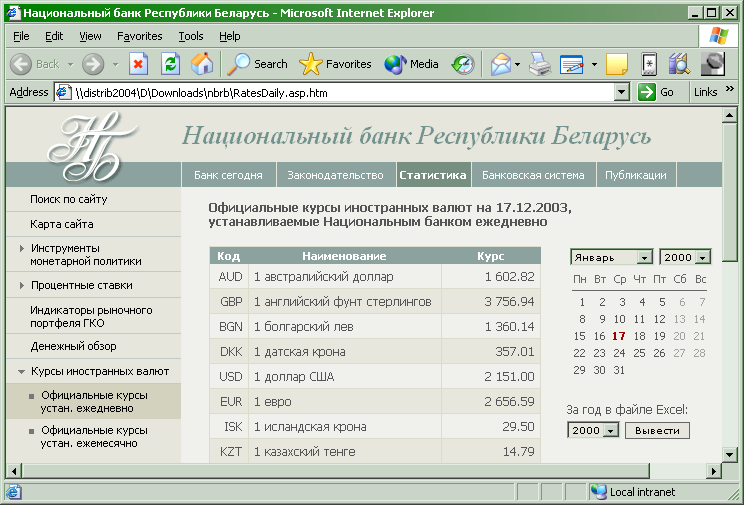 Национальный банк Республики Беларусь - Microsoft Internet Explorer
File Edit View Favorites Tools Help
Back Search Favorites Media
Address \\distrib2004\D\Downloads\nbrb\RatesDaily.asp.htm Go Links »
НБ Национальный банк Республики Беларусь
Банк сегодня Законодательство Статистика Банковская система Публикации
Поиск по сайту
Карта сайта
Инструменты
монетарной политики
Процентные ставки
Индикаторы рыночного
портфеля ГКО
Денежный обзор
Курсы иностранных валют
Официальные курсы
устан. ежедневно
Официальные курсы
устан. ежемесячно
Официальные курсы иностранных валют на 17.12.2003,
устанавливаемые Национальным банком ежедневно
Код Наименование Курс
AUD 1 австралийский доллар 1 602.82
GBP 1 английский фунт стерлингов 3 756.94
BGN 1 болгарский лев 1 360.14
DKK 1 датская крона 357.01
USD 1 доллар США 2 151.00
EUR 1 евро 2 656.59
ISK 1 исландская крона 29.50
KZT 1 казахский тенге 14.79
Январь 2000
Пн Вт Ср Чт Пт Сб Вс
1 2 3 4 5 6 7
8 9 10 11 12 13 14
15 16 17 18 19 20 21
22 23 24 25 26 27 28
29 30 31
За год в файле Excel:
2000 Вывести
Local intranet